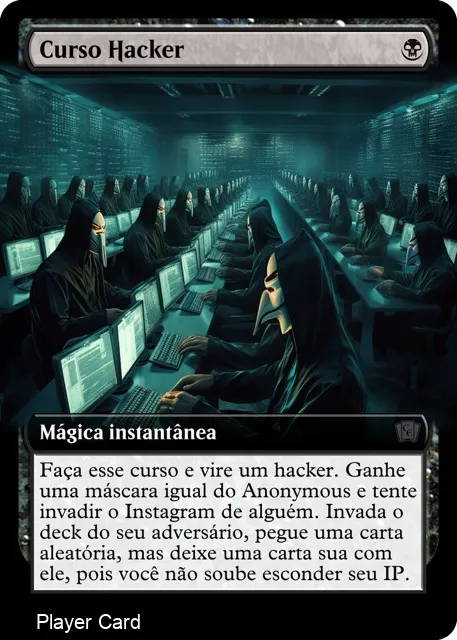 Curso Hacker
Mágica instantânea
Faça esse curso e vire um hacker. Ganhe
uma máscara igual do Anonymous e tente
invadir o Instagram de alguém. Invada o
deck do seu adversário, pegue uma carta
aleatória, mas deixe uma carta sua com
ele, pois você não soube esconder seu IP.
Player Card